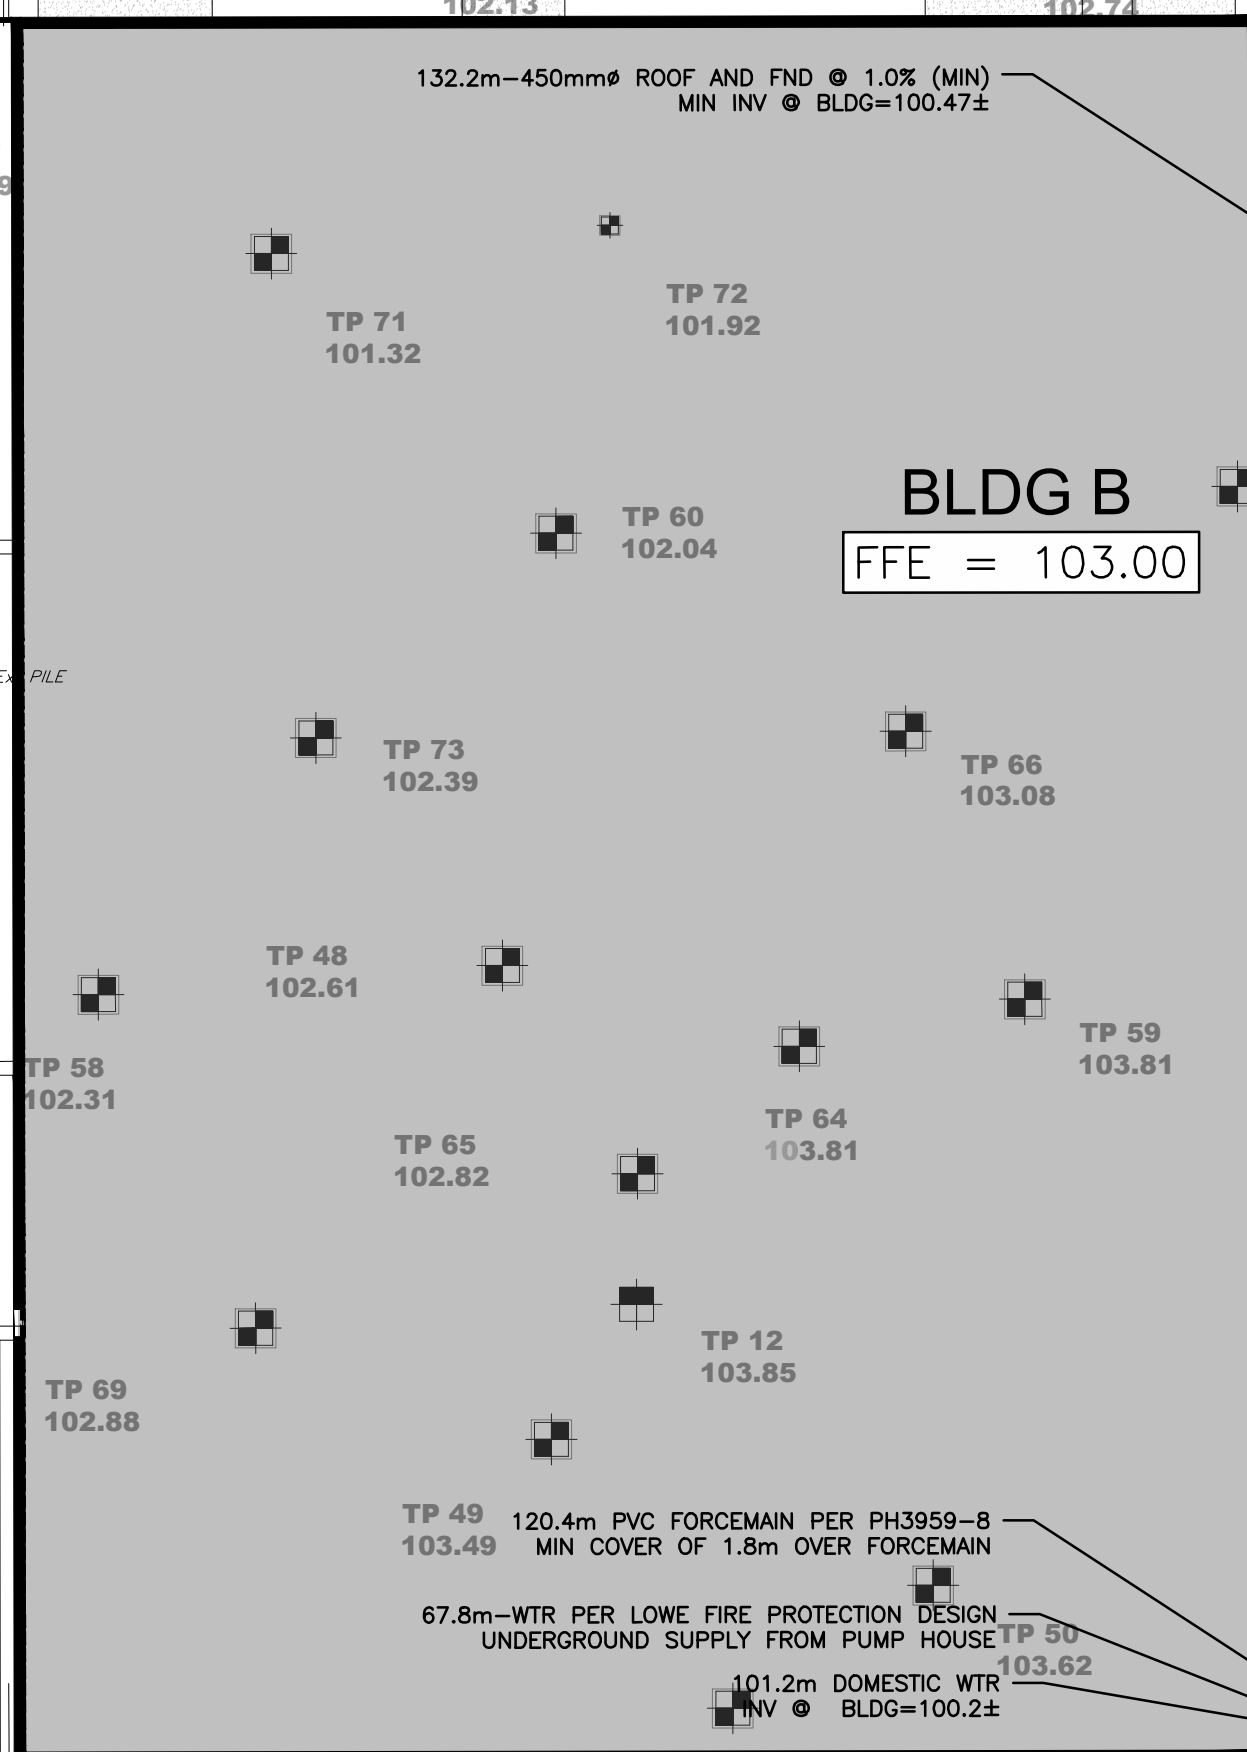 102.13
102.74
132.2m-450mmø ROOF AND FND @ 1.0% (MIN)
MIN INV @ BLDG=100.47±
9
TP 71
101.32
TP 72
101.92
TP 60
102.04
BLDG B
FFE = 103.00
Ex PILE
TP 73
102.39
TP 66
103.08
TP 48
102.61
TP 58
102.31
TP 59
103.81
TP 64
103.81
TP 65
102.82
TP 12
103.85
TP 69
102.88
TP 49
103.49
120.4m PVC FORCEMAIN PER PH3959-8
MIN COVER OF 1.8m OVER FORCEMAIN
67.8m-WTR PER LOWE FIRE PROTECTION DESIGN
UNDERGROUND SUPPLY FROM PUMP HOUSE
TP 50
103.62
101.2m DOMESTIC WTR
INV @ BLDG=100.2±